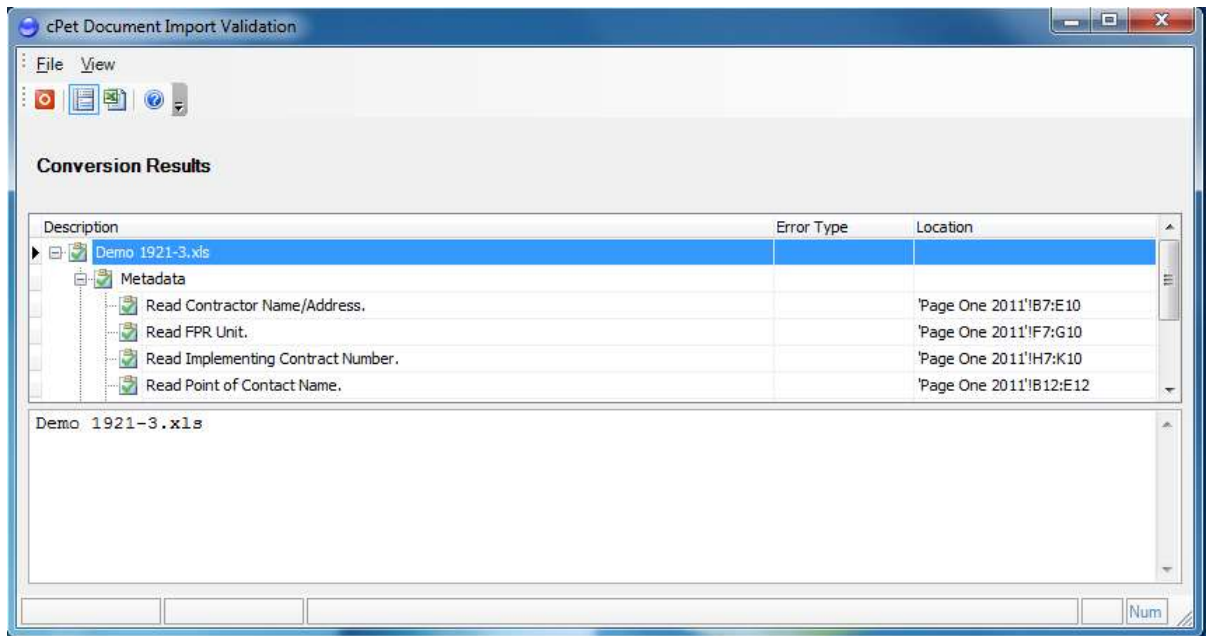 cPet Document Import Validation
File View
Conversion Results
Description Error Type Location
Demo 1921-3.xls
Metadata
Read Contractor Name/Address. 'Page One 2011'!B7:E10
Read FPR Unit. 'Page One 2011'!F7:G10
Read Implementing Contract Number. 'Page One 2011'!H7:K10
Read Point of Contact Name. 'Page One 2011'!B12:E12
Demo 1921-3.xls
Num